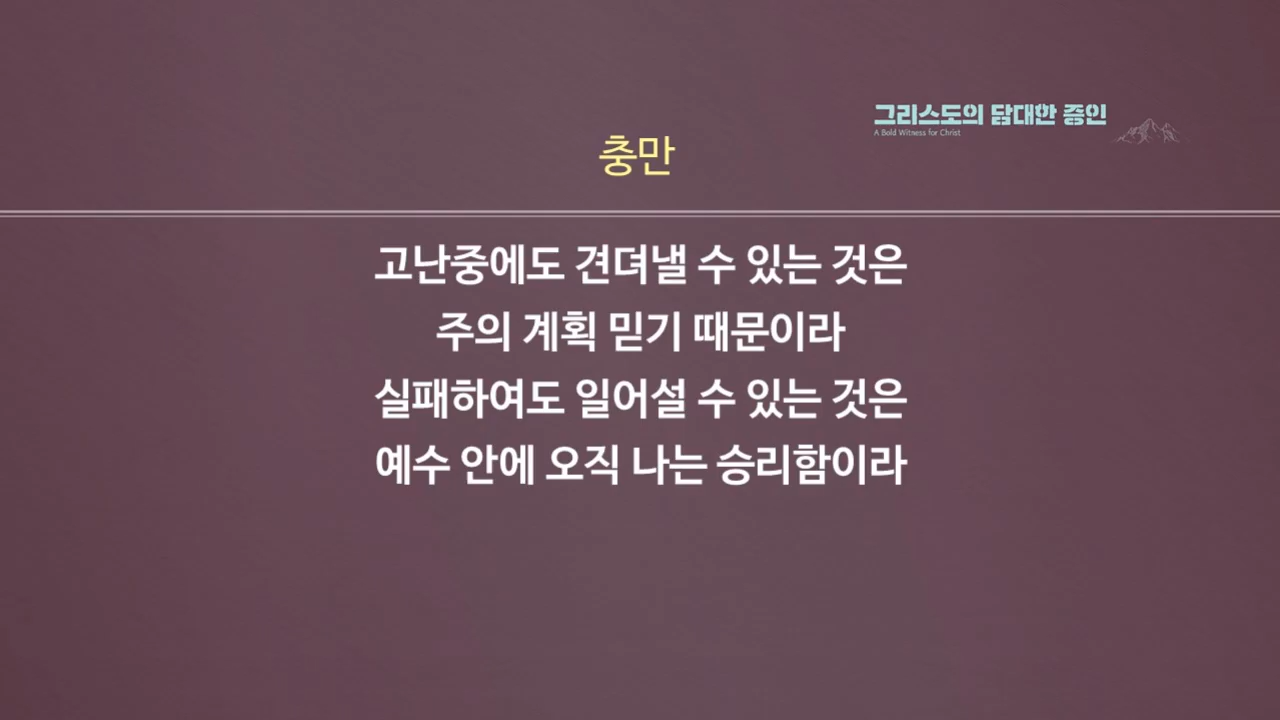 그리스도의 담대한 증인
A Bold Witness for Christ
충만
고난중에도 견뎌낼 수 있는 것은
주의 계획 믿기 때문이라
실패하여도 일어설 수 있는 것은
예수 안에 오직 나는 승리함이라